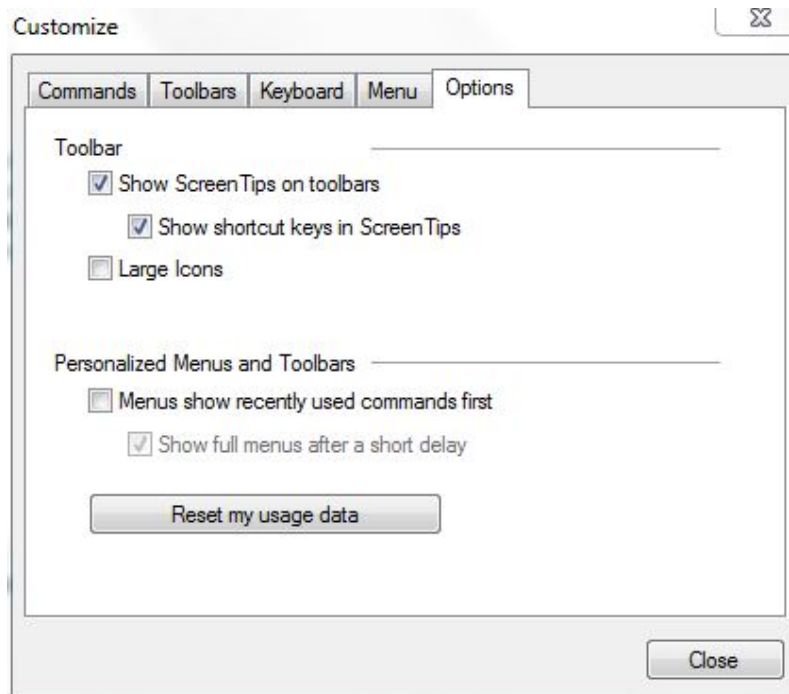 Customize
Commands Toolbars Keyboard Menu Options
Toolbar
Show ScreenTips on toolbars
Show shortcut keys in ScreenTips
Large Icons
Personalized Menus and Toolbars
Menus show recently used commands first
Show full menus after a short delay
Reset my usage data
Close